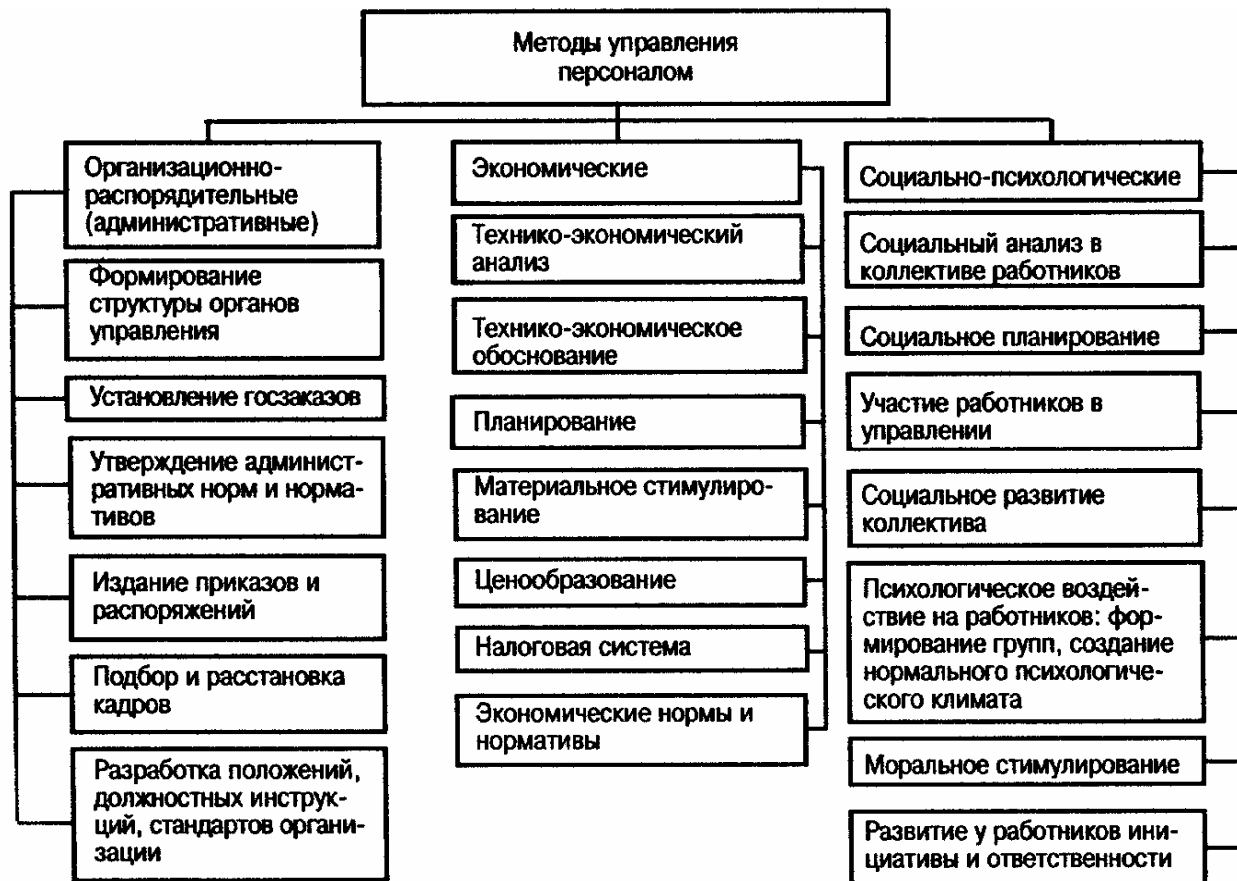 Методы управления
персоналом
Организационно-
распорядительные
(административные)
Формирование
структуры органов
управления
Установление госзаказов
Утверждение админист-
ративных норм и норма-
тивов
Издание приказов и
распоряжений
Подбор и расстановка
кадров
Разработка положений,
должностных инструк-
ций, стандартов органи-
зации
Экономические
Технико-экономический
анализ
Технико-экономическое
обоснование
Планирование
Материальное стимулиро-
вание
Ценообразование
Налоговая система
Экономические нормы и
нормативы
Социально-психологические
Социальный анализ в
коллективе работников
Социальное планирование
Участие работников в
управлении
Социальное развитие
коллектива
Психологическое воздей-
ствие на работников: фор-
мирование групп, создание
нормального психологиче-
ского климата
Моральное стимулирование
Развитие у работников ини-
циативы и ответственности